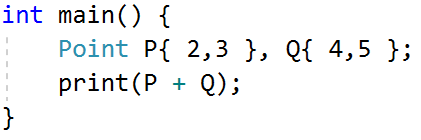 int main() {
    Point P{ 2,3 }, Q{ 4,5 };
    print(P + Q);
}